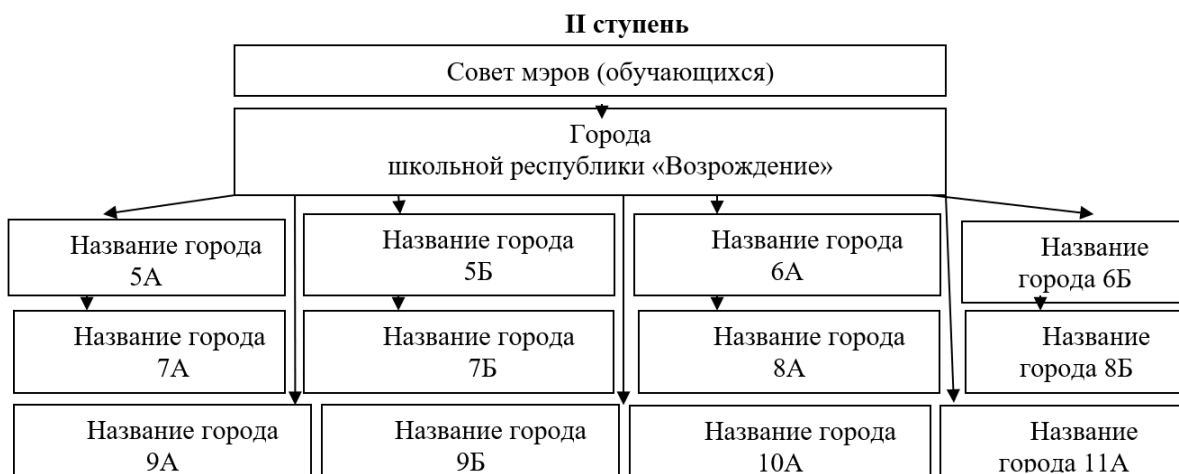 II ступень
Совет мэров (обучающихся)
Города
школьной республики «Возрождение»
Название города
5А
Название города
5Б
Название города
6А
Название
города 6Б
Название города
7А
Название города
7Б
Название города
8А
Название
города 8Б
Название города
9А
Название города
9Б
Название города
10А
Название
города 11А